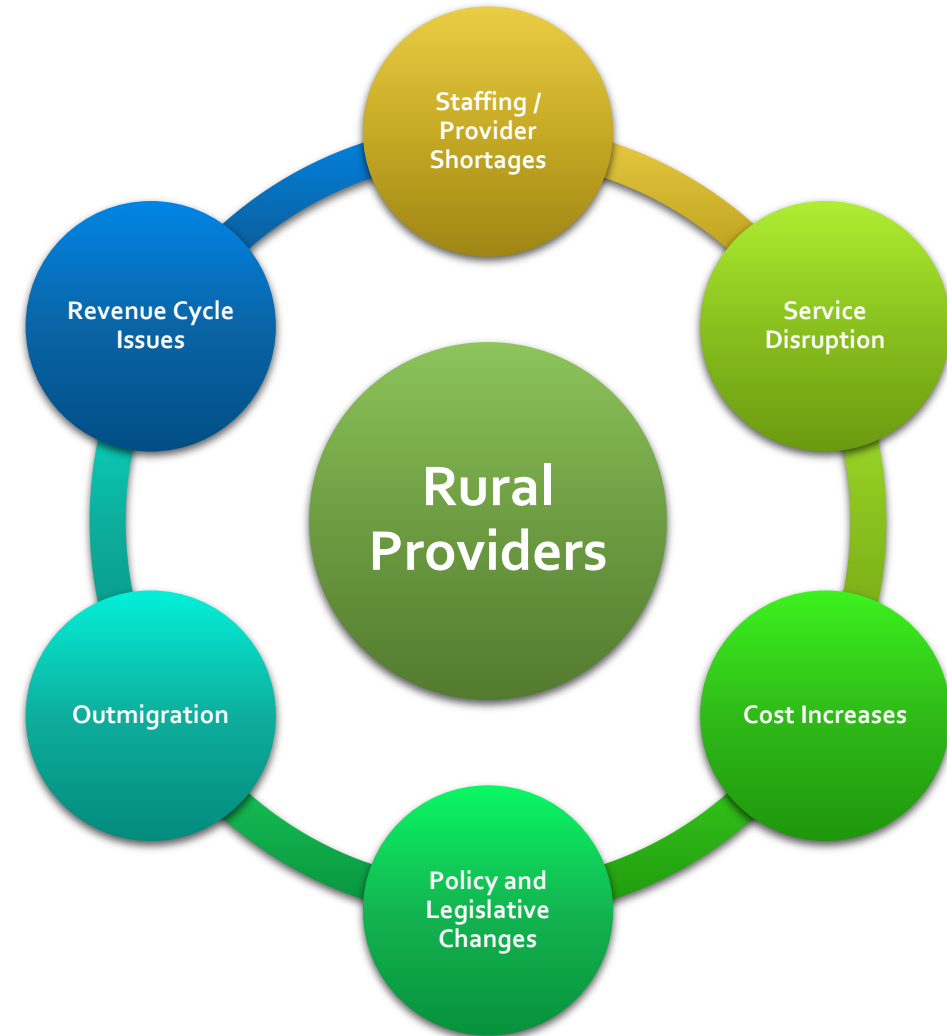 Staffing /
Provider
Shortages
Service
Disruption
Cost Increases
Policy and
Legislative
Changes
Outmigration
Revenue Cycle
Issues
Rural
Providers